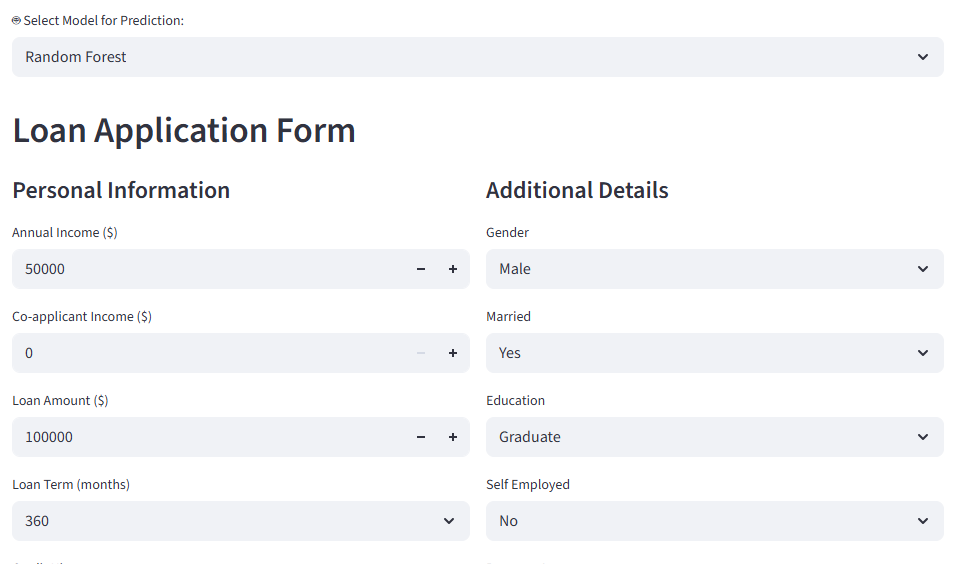 Select Model for Prediction:
Random Forest
Loan Application Form
Personal Information
Annual Income ($)
50000
Co-applicant Income ($)
0
Loan Amount ($)
100000
Loan Term (months)
360
Additional Details
Gender
Male
Married
Yes
Education
Graduate
Self Employed
No